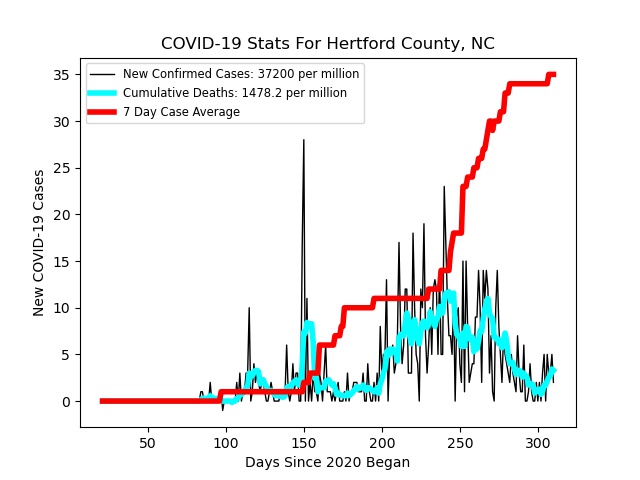 COVID-19 Stats For Hertford County, NC
New Confirmed Cases: 37200 per million
Cumulative Deaths: 1478.2 per million
7 Day Case Average
New COVID-19 Cases
35
30
25
20
15
10
5
0
50
100
150
200
250
300
Days Since 2020 Began